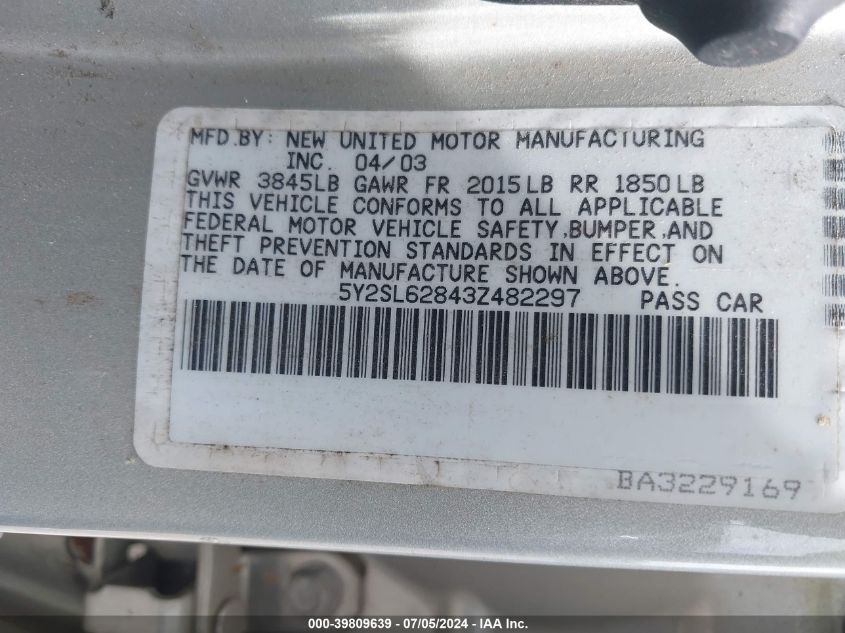 MFD.BY: NEW UNITED MOTOR MANUFACTURING
INC. 04/03
GVWR 3845LB GAWR FR 2015LB RR 1850LB
THIS VEHICLE CONFORMS TO ALL APPLICABLE
FEDERAL MOTOR VEHICLE SAFETY,BUMPER,AND
THEFT PREVENTION STANDARDS IN EFFECT ON
THE DATE OF MANUFACTURE SHOWN ABOVE.
5Y2SL62843Z482297 PASS CAR
BA3229169
000-39809639 / 07/05/2024 - IAA Inc.